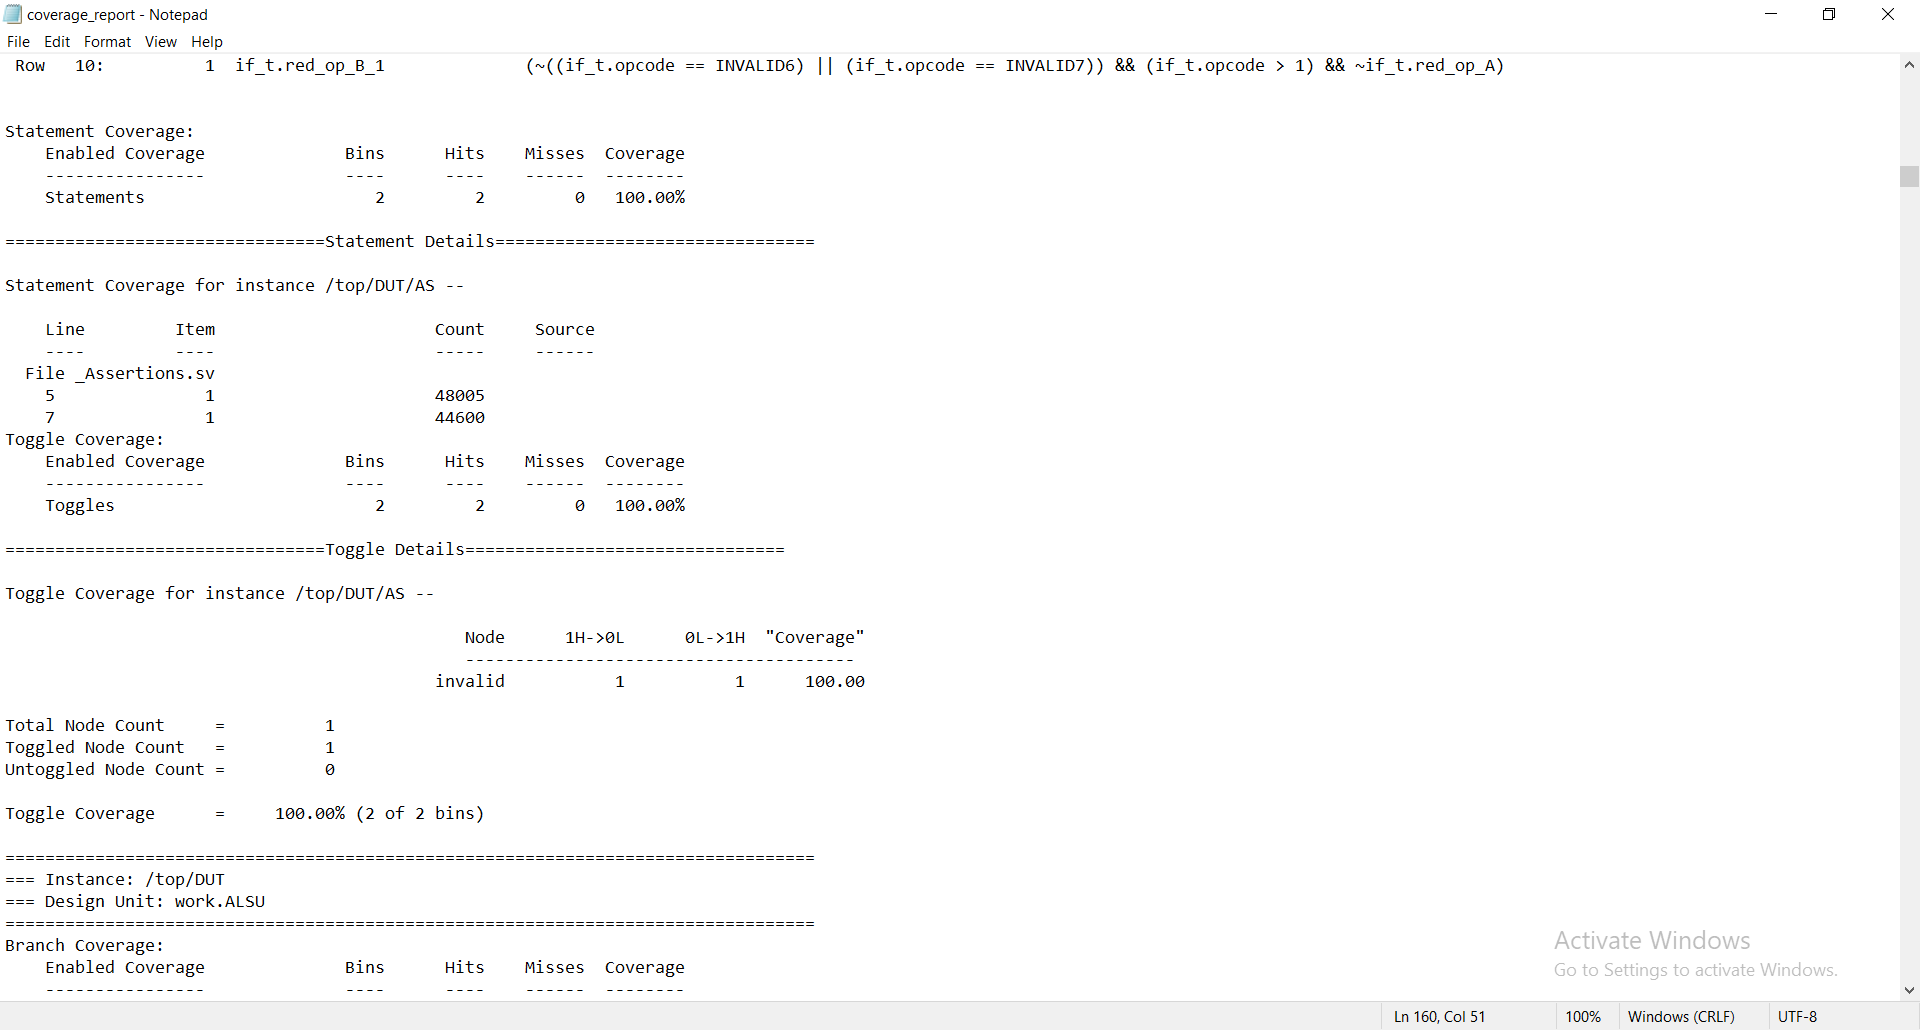 coverage_report - Notepad
File Edit Format View Help
Row 10: 1 if_t.red_op_B_1 (~((if_t.opcode == INVALID6) || (if_t.opcode == INVALID7)) && (if_t.opcode > 1) && ~if_t.red_op_A)
Statement Coverage:
Enabled Coverage Bins Hits Misses Coverage
---------------- ---- ---- ------ --------
Statements 2 2 0 100.00%
================================Statement Details================================
Statement Coverage for instance /top/DUT/AS --
Line Item Count Source
---- ---- ----- ------
File _Assertions.sv
5 1 48005
7 1 44600
Toggle Coverage:
Enabled Coverage Bins Hits Misses Coverage
---------------- ---- ---- ------ --------
Toggles 2 2 0 100.00%
================================Toggle Details================================
Toggle Coverage for instance /top/DUT/AS --
Node 1H->0L 0L->1H "Coverage"
---------------------------------------
invalid 1 1 100.00
Total Node Count = 1
Toggled Node Count = 1
Untoggled Node Count = 0
Toggle Coverage = 100.00% (2 of 2 bins)
=================================================================================
=== Instance: /top/DUT
=== Design Unit: work.ALSU
=================================================================================
Branch Coverage:
Enabled Coverage Bins Hits Misses Coverage
---------------- ---- ---- ------ --------
Activate Windows
Go to Settings to activate Windows.
Ln 160, Col 51 100% Windows (CRLF) UTF-8